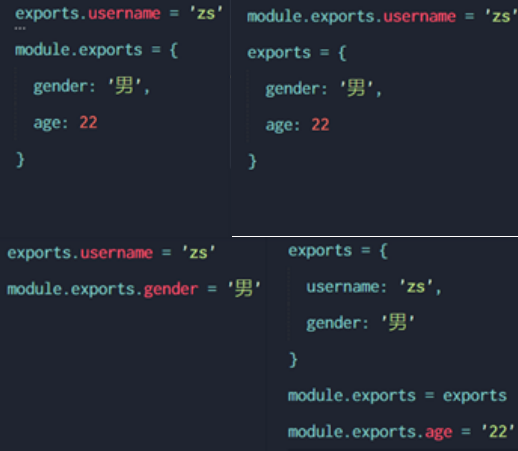 exports.username = 'zs'
module.exports = {
gender: '男',
age: 22
}
module.exports.username = 'zs'
exports = {
gender: '男',
age: 22
}
exports.username = 'zs'
module.exports.gender = '男'
exports = {
username: 'zs',
gender: '男'
}
module.exports = exports
module.exports.age = '22'